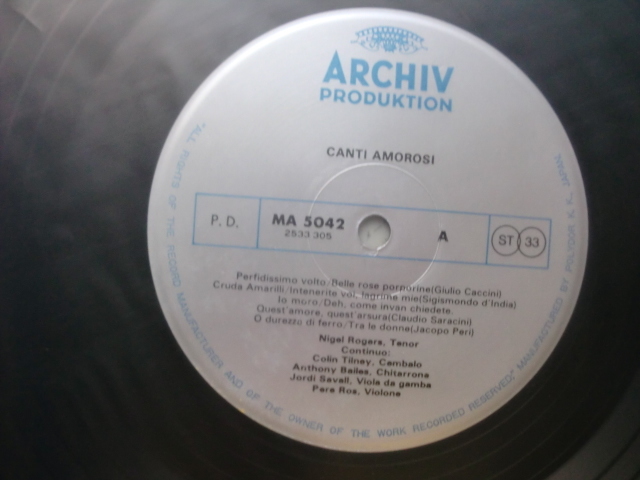 ARCHIV
PRODUKTION
CANTI AMOROSI
P. D.
MA 5042
2533 305
A
ST 33
Perfidissimo volto/Belle rose porporine(Giulio Caccini)
Cruda Amarilli/Intenerite voi, lagrime mie(Sigismondo d'India)
Io moro/Deh, come invan chiedete.
Quest'amore, quest'arsura(Claudio Saracini)
O durezzo di ferro/Tra le donne(Jacopo Peri)
Nigel Rogers, Tenor
Continuo:
Colin Tilney, Cembalo
Anthony Bailes, Chitarrone
Jordi Savall, Viola da gamba
Pere Ros, Violone
"ALL RIGHTS OF THE RECORD MANUFACTURER AND OF THE OWNER OF THE WORK RECORDED RESERVED." MANUFACTURED BY POLYDOR K. K., JAPAN